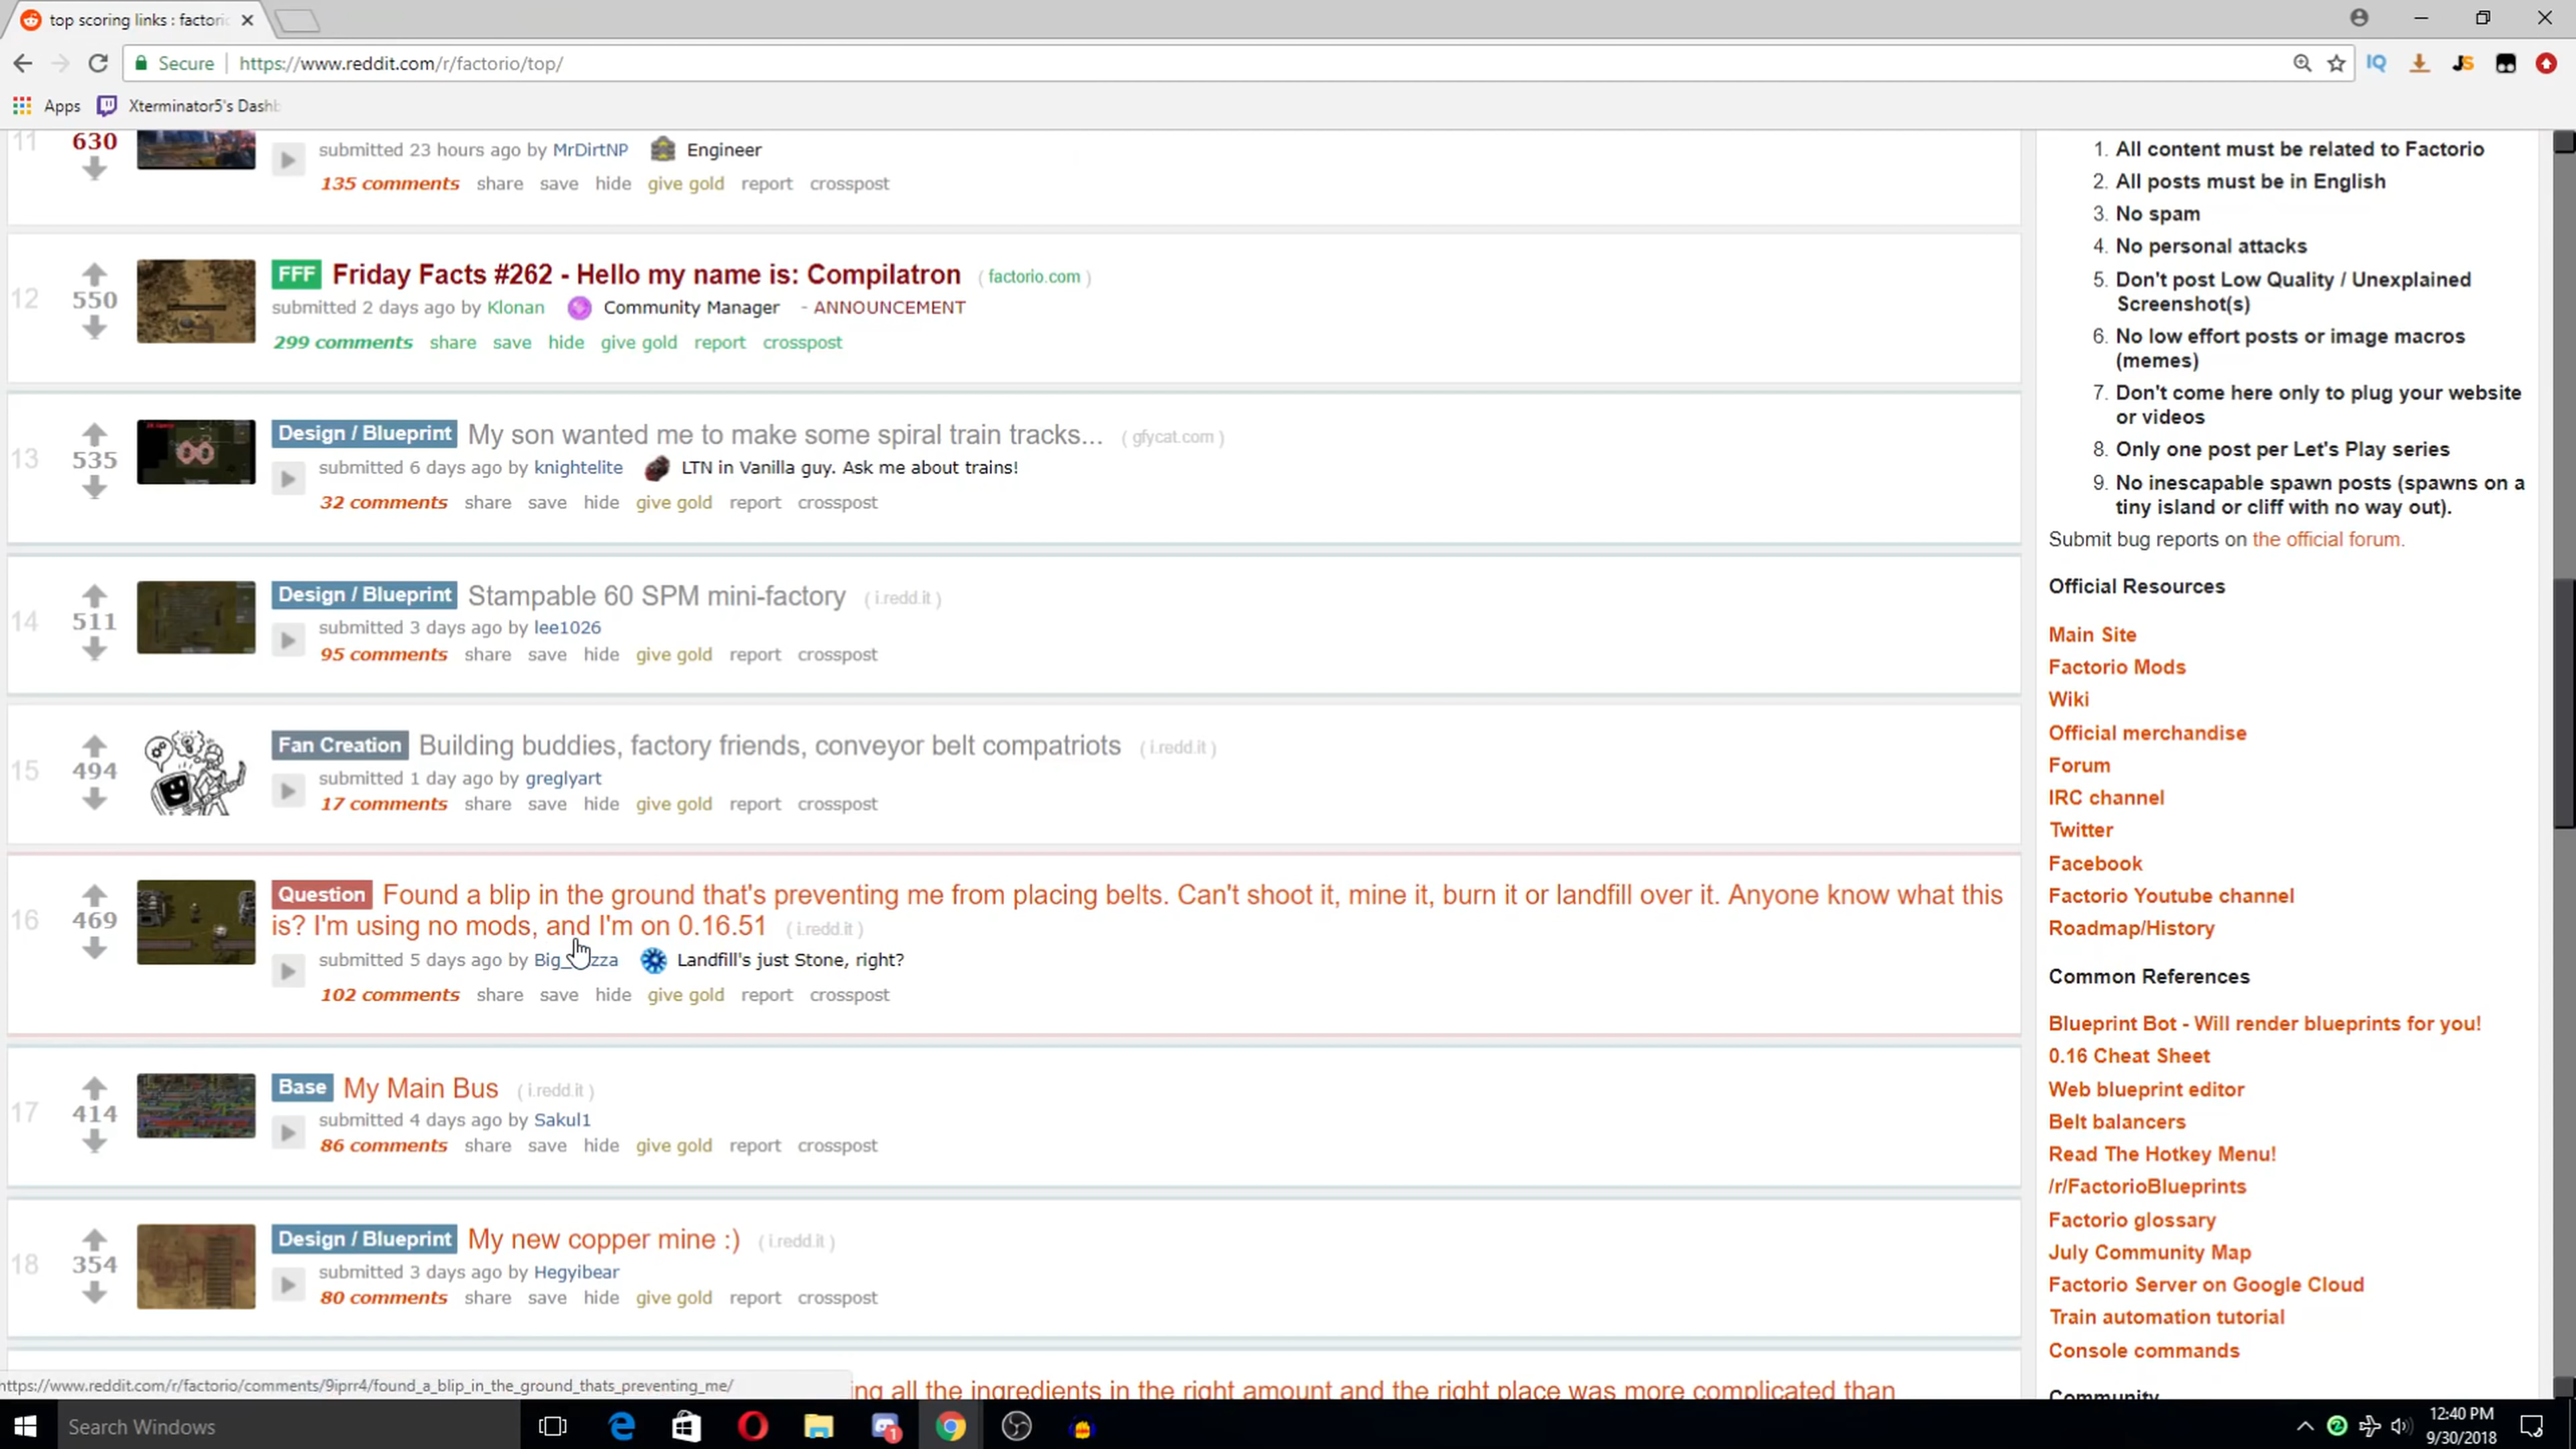 top scoring links : factorio
Secure | https://www.reddit.com/r/factorio/top/
IQ
JS
Apps Xterminator5's Dashb
11
630
submitted 23 hours ago by MrDirtNP Engineer
135 comments share save hide give gold report crosspost
12
550
FFF Friday Facts #262 - Hello my name is: Compilatron ( factorio.com )
submitted 2 days ago by Klonan Community Manager - ANNOUNCEMENT
299 comments share save hide give gold report crosspost
13
535
Design / Blueprint My son wanted me to make some spiral train tracks... ( gfycat.com )
submitted 6 days ago by knightelite LTN in Vanilla guy. Ask me about trains!
32 comments share save hide give gold report crosspost
14
511
Design / Blueprint Stampable 60 SPM mini-factory ( i.redd.it )
submitted 3 days ago by lee1026
95 comments share save hide give gold report crosspost
15
494
Fan Creation Building buddies, factory friends, conveyor belt compatriots ( i.redd.it )
submitted 1 day ago by greglyart
17 comments share save hide give gold report crosspost
16
469
Question Found a blip in the ground that's preventing me from placing belts. Can't shoot it, mine it, burn it or landfill over it. Anyone know what this
is? I'm using no mods, and I'm on 0.16.51 ( i.redd.it )
submitted 5 days ago by Landfill's just Stone, right?
102 comments share save hide give gold report crosspost
17
414
Base My Main Bus ( i.redd.it )
submitted 4 days ago by Sakul1
86 comments share save hide give gold report crosspost
18
354
Design / Blueprint My new copper mine :) ( i.redd.it )
submitted 3 days ago by Hegyibear
80 comments share save hide give gold report crosspost
ng all the ingredients in the right amount and the right place was more complicated than
https://www.reddit.com/r/factorio/comments/9iprr4/found_a_blip_in_the_ground_thats_preventing_me/
1. All content must be related to Factorio
2. All posts must be in English
3. No spam
4. No personal attacks
5. Don't post Low Quality / Unexplained
Screenshot(s)
6. No low effort posts or image macros
(memes)
7. Don't come here only to plug your website
or videos
8. Only one post per Let's Play series
9. No inescapable spawn posts (spawns on a
tiny island or cliff with no way out).
Submit bug reports on the official forum.
Official Resources
Main Site
Factorio Mods
Wiki
Official merchandise
Forum
IRC channel
Twitter
Facebook
Factorio Youtube channel
Roadmap/History
Common References
Blueprint Bot - Will render blueprints for you!
0.16 Cheat Sheet
Web blueprint editor
Belt balancers
Read The Hotkey Menu!
/r/FactorioBlueprints
Factorio glossary
July Community Map
Factorio Server on Google Cloud
Train automation tutorial
Console commands
Community
Search Windows
1
2
12:40 PM
9/30/2018